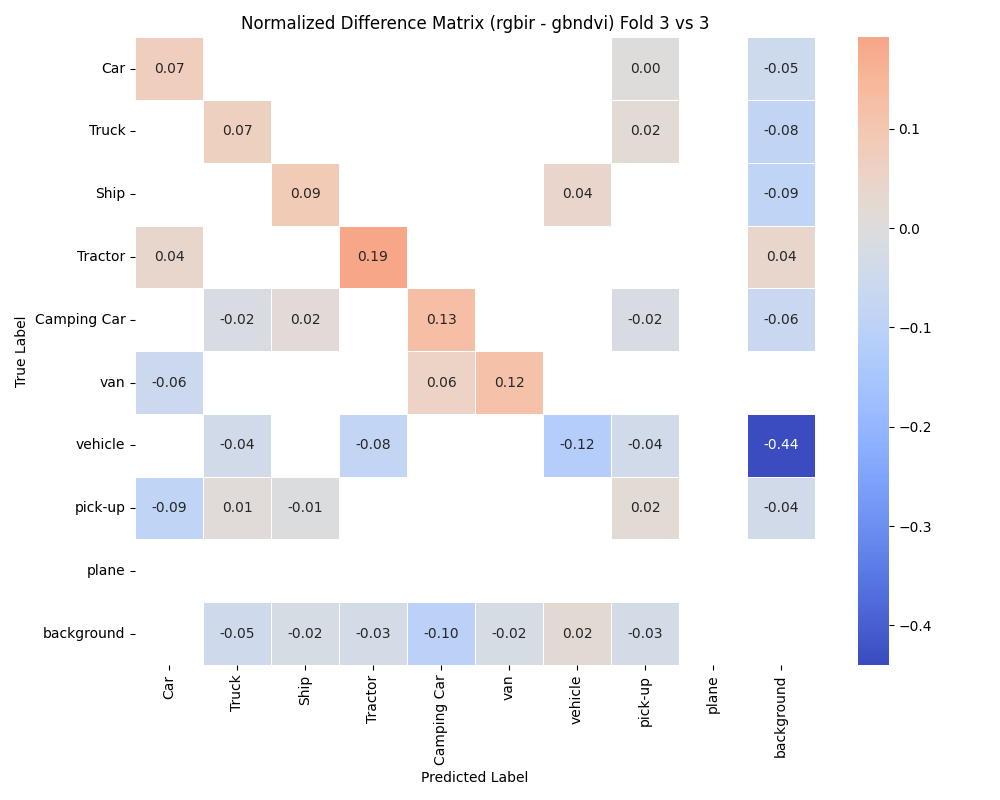 Normalized Difference Matrix (rgbir - gbndvi) Fold 3 vs 3
Car 0.07 0.00 -0.05
Truck 0.07 0.02 -0.08
Ship 0.09 0.04 -0.09
Tractor 0.04 0.19 0.04
Camping Car -0.02 0.02 0.13 -0.02 -0.06
van -0.06 0.06 0.12
vehicle -0.04 -0.08 -0.12 -0.04 -0.44
pick-up -0.09 0.01 -0.01 0.02 -0.04
plane
background -0.05 -0.02 -0.03 -0.10 -0.02 0.02 -0.03
True Label
Car Truck Ship Tractor Camping Car van vehicle pick-up plane background
Predicted Label
0.1
0.0
−0.1
−0.2
−0.3
−0.4